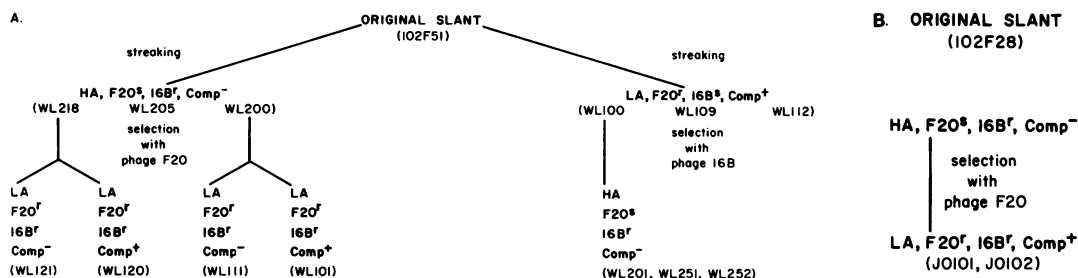 A.
ORIGINAL SLANT
(102F51)
streaking
streaking
HA, F20ˢ, 16Bʳ, Comp⁻
(WL218 WL205 WL200)
selection
with
phage F20
LA
F20ʳ
16Bʳ
Comp⁻
(WL121)
LA
F20ʳ
16Bʳ
Comp⁺
(WL120)
LA
F20ʳ
16Bʳ
Comp⁻
(WL111)
LA
F20ʳ
16Bʳ
Comp⁺
(WL101)
LA, F20ʳ, 16Bˢ, Comp⁺
(WL100 WL109 WL112)
selection
with
phage 16B
HA
F20ˢ
16Bʳ
Comp⁻
(WL201, WL251, WL252)
B. ORIGINAL SLANT
(102F28)
HA, F20ˢ, 16Bʳ, Comp⁻
selection
with
phage F20
LA, F20ʳ, 16Bʳ, Comp⁺
(JO101, JO102)